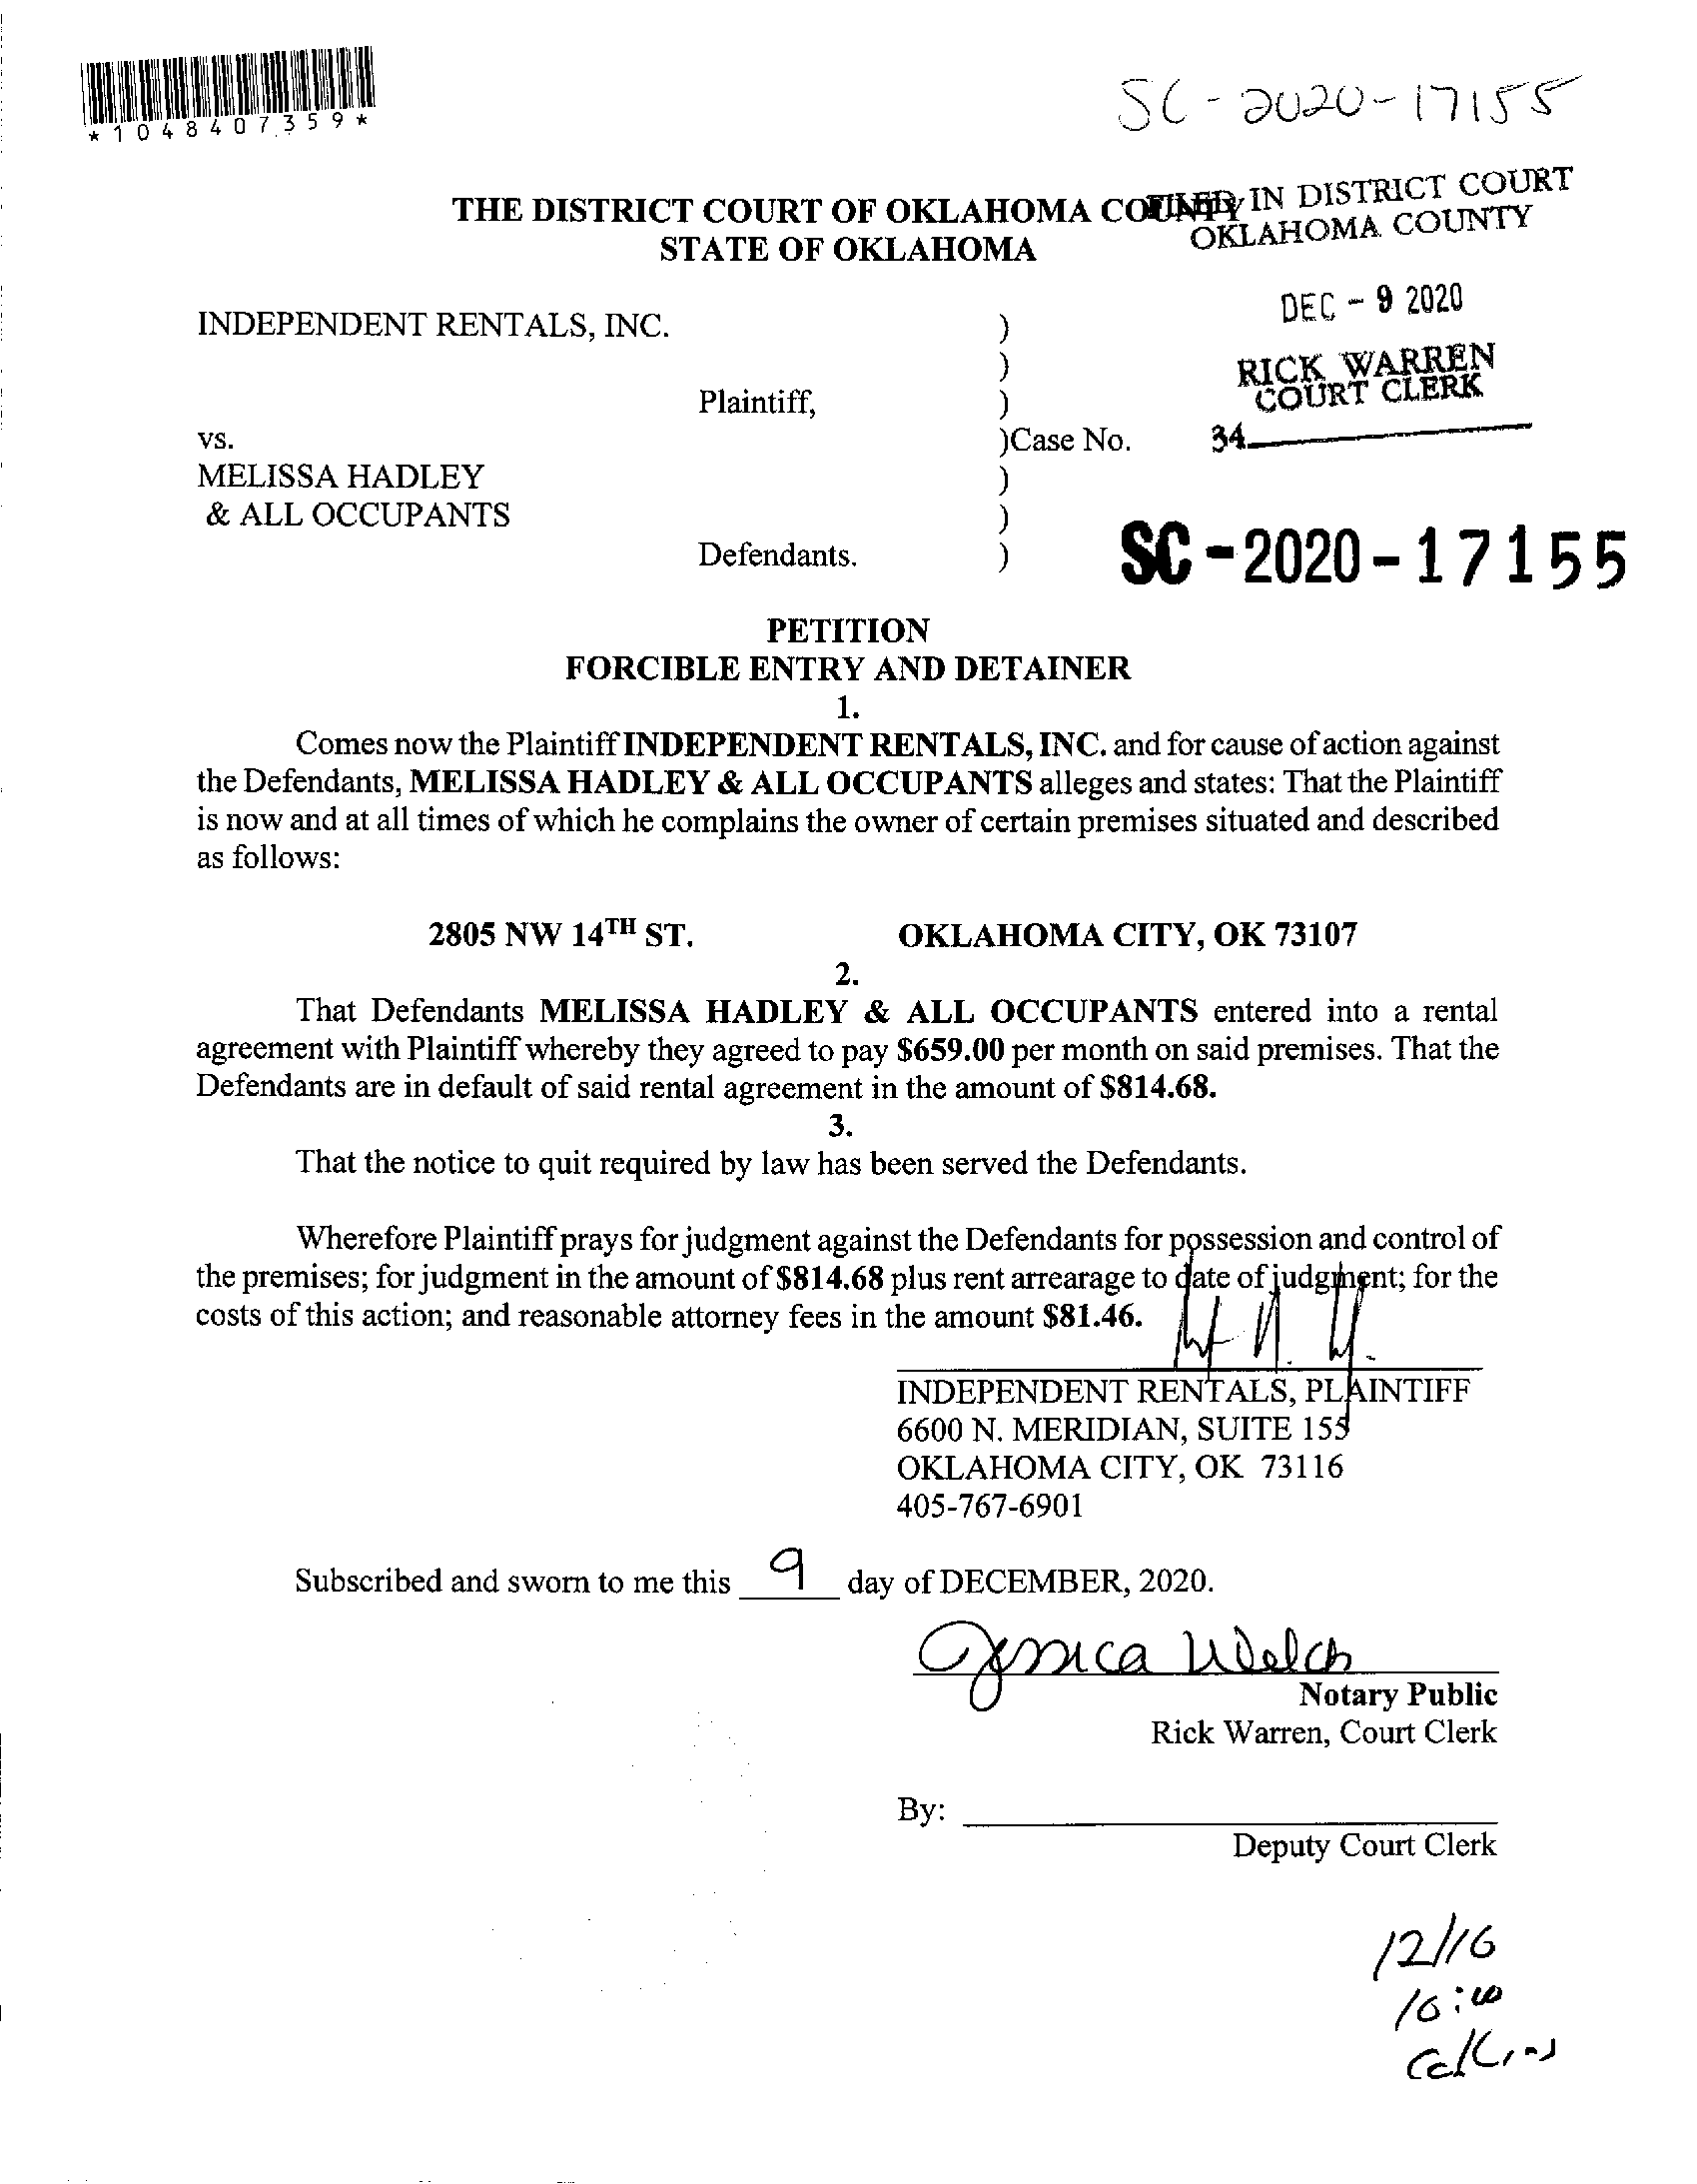 *1048407359*
SC-2020-17155
THE DISTRICT COURT OF OKLAHOMA COUNTY
FILED IN DISTRICT COURT
OKLAHOMA COUNTY
STATE OF OKLAHOMA
DEC - 9 2020
INDEPENDENT RENTALS, INC. )
)
RICK WARREN
COURT CLERK
Plaintiff, )
vs. )Case No. 34
MELISSA HADLEY )
& ALL OCCUPANTS )
Defendants. )
SC-2020-17155
PETITION
FORCIBLE ENTRY AND DETAINER
1.
Comes now the Plaintiff INDEPENDENT RENTALS, INC. and for cause of action against
the Defendants, MELISSA HADLEY & ALL OCCUPANTS alleges and states: That the Plaintiff
is now and at all times of which he complains the owner of certain premises situated and described
as follows:
2805 NW 14TH ST. OKLAHOMA CITY, OK 73107
2.
That Defendants MELISSA HADLEY & ALL OCCUPANTS entered into a rental
agreement with Plaintiff whereby they agreed to pay $659.00 per month on said premises. That the
Defendants are in default of said rental agreement in the amount of $814.68.
3.
That the notice to quit required by law has been served the Defendants.
Wherefore Plaintiff prays for judgment against the Defendants for possession and control of
the premises; for judgment in the amount of $814.68 plus rent arrearage to date of judgment; for the
costs of this action; and reasonable attorney fees in the amount $81.46.
INDEPENDENT RENTALS, PLAINTIFF
6600 N. MERIDIAN, SUITE 155
OKLAHOMA CITY, OK 73116
405-767-6901
Subscribed and sworn to me this 9 day of DECEMBER, 2020.
Jessica Welch
Notary Public
Rick Warren, Court Clerk
By:
Deputy Court Clerk
12/16